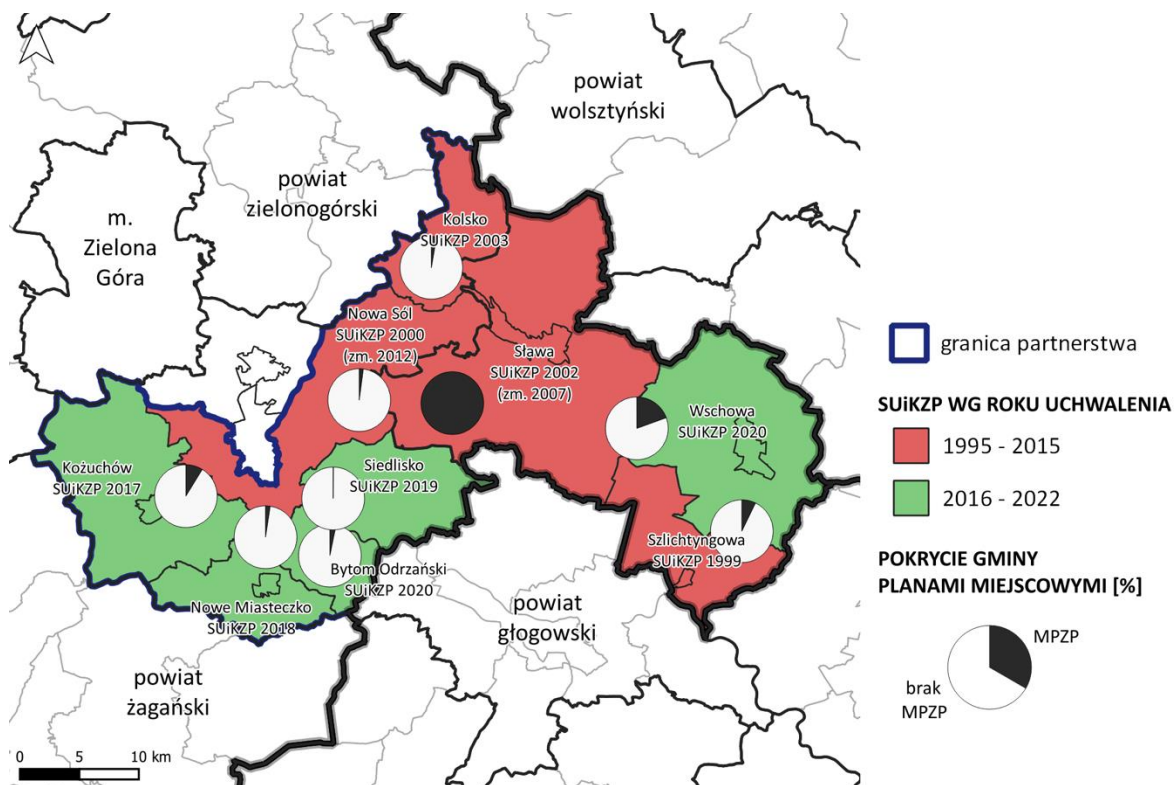 powiat
wolsztyński
powiat
zielonogórski
m.
Zielona
Góra
Kolsko
SUiKZP 2003
Nowa Sól
SUiKZP 2000
(zm. 2012)
Sława
SUiKZP 2002
(zm. 2007)
Wschowa
SUiKZP 2020
Kożuchów
SUiKZP 2017
Siedlisko
SUiKZP 2019
Szlichtyngowa
SUiKZP 1999
Bytom Odrzański
SUiKZP 2020
Nowe Miasteczko
SUiKZP 2018
powiat
głogowski
powiat
żagański
0 5 10 km
granica partnerstwa
SUiKZP WG ROKU UCHWALENIA
1995 - 2015
2016 - 2022
POKRYCIE GMINY
PLANAMI MIEJSCOWYMI [%]
MPZP
brak
MPZP